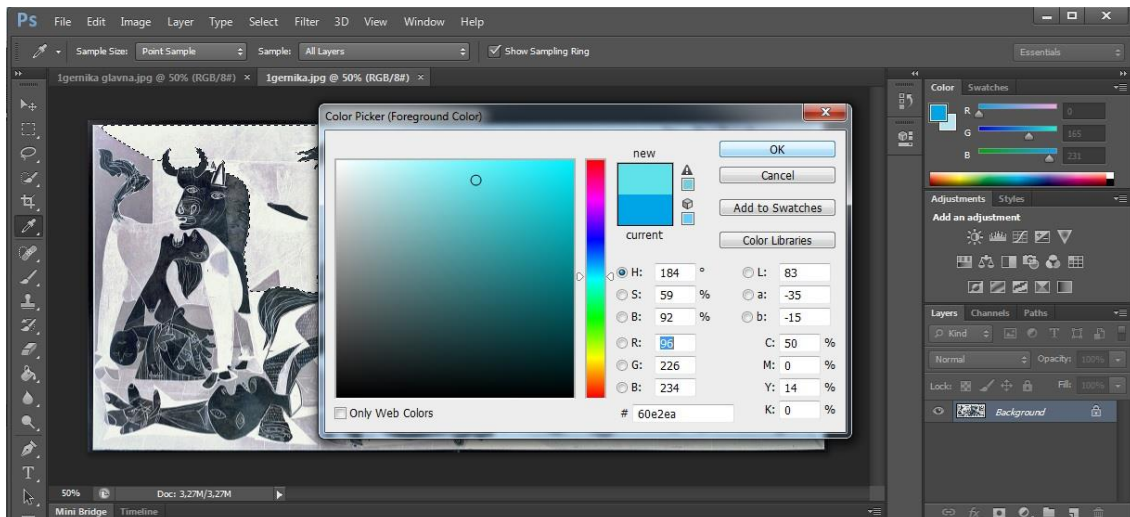 Ps File Edit Image Layer Type Select Filter 3D View Window Help
Sample Size: Point Sample Sample: All Layers Show Sampling Ring Essentials
1gernika glavna.jpg @ 50% (RGB/8#) × 1gernika.jpg @ 50% (RGB/8#) ×
Color Picker (Foreground Color)
new
current
OK
Cancel
Add to Swatches
Color Libraries
H: 184 ° L: 83
S: 59 % a: -35
B: 92 % b: -15
R: 96 C: 50 %
G: 226 M: 0 %
B: 234 Y: 14 %
Only Web Colors # 60e2ea K: 0 %
Color Swatches
R 0
G 165
B 231
Adjustments Styles
Add an adjustment
Layers Channels Paths
Kind
Normal Opacity: 100%
Lock: Fill: 100%
Background
50% Doc: 3,27M/3,27M
Mini Bridge Timeline